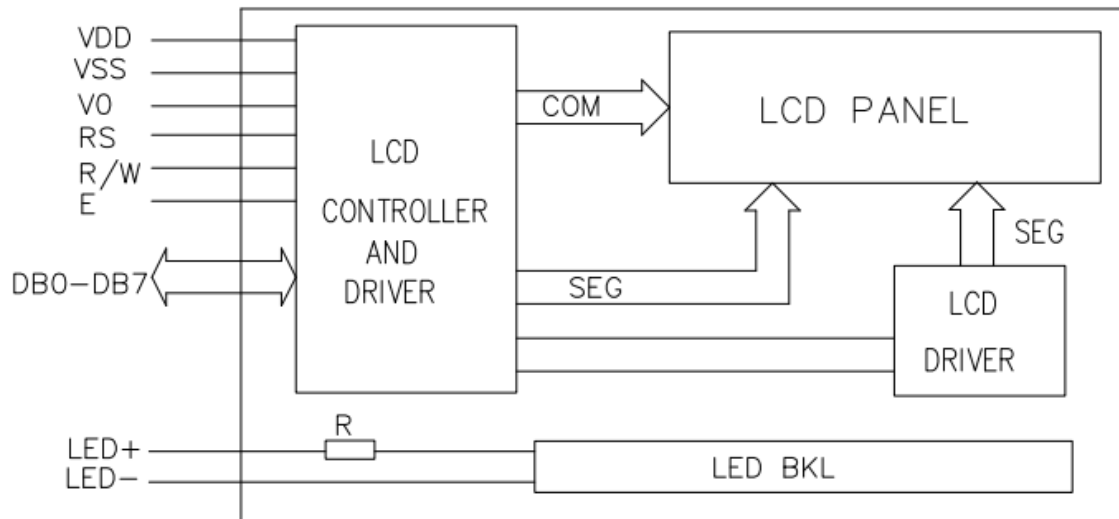 VDD
VSS
V0
RS
R/W
E
DB0-DB7
LCD
CONTROLLER
AND
DRIVER
COM
LCD PANEL
SEG
SEG
LCD
DRIVER
R
LED+
LED-
LED BKL